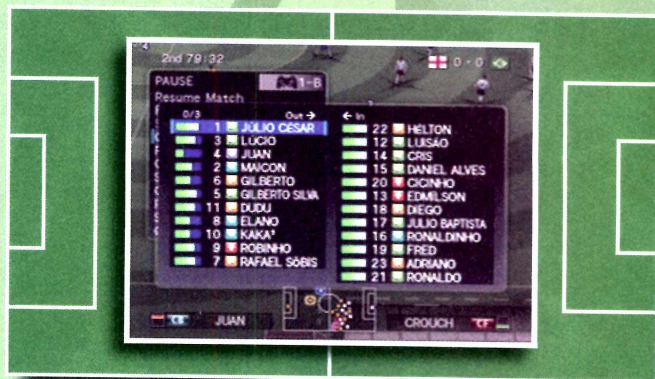 2nd 79:32
0 - 0
PAUSE
1-B
Resume Match
0/3
Out →
← In
1 JÚLIO CÉSAR
3 LÚCIO
4 JUAN
2 MAICON
6 GILBERTO
5 GILBERTO SILVA
11 DUDU
8 ELANO
10 KAKA'
9 ROBINHO
7 RAFAEL SÓBIS
22 HELTON
12 LUISÃO
14 CRIS
15 DANIEL ALVES
20 CICINHO
13 EDMILSON
18 DIEGO
17 JULIO BAPTISTA
16 RONALDINHO
19 FRED
23 ADRIANO
21 RONALDO
CB JUAN
CROUCH CF